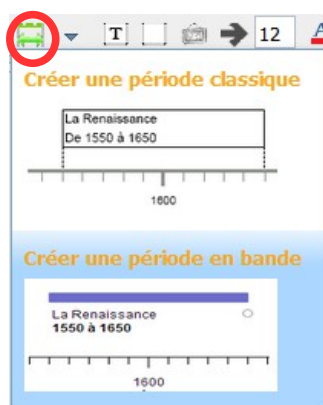 T 12 A
Créer une période classique
La Renaissance
De 1550 à 1650
1600
Créer une période en bande
La Renaissance
1550 à 1650
1600